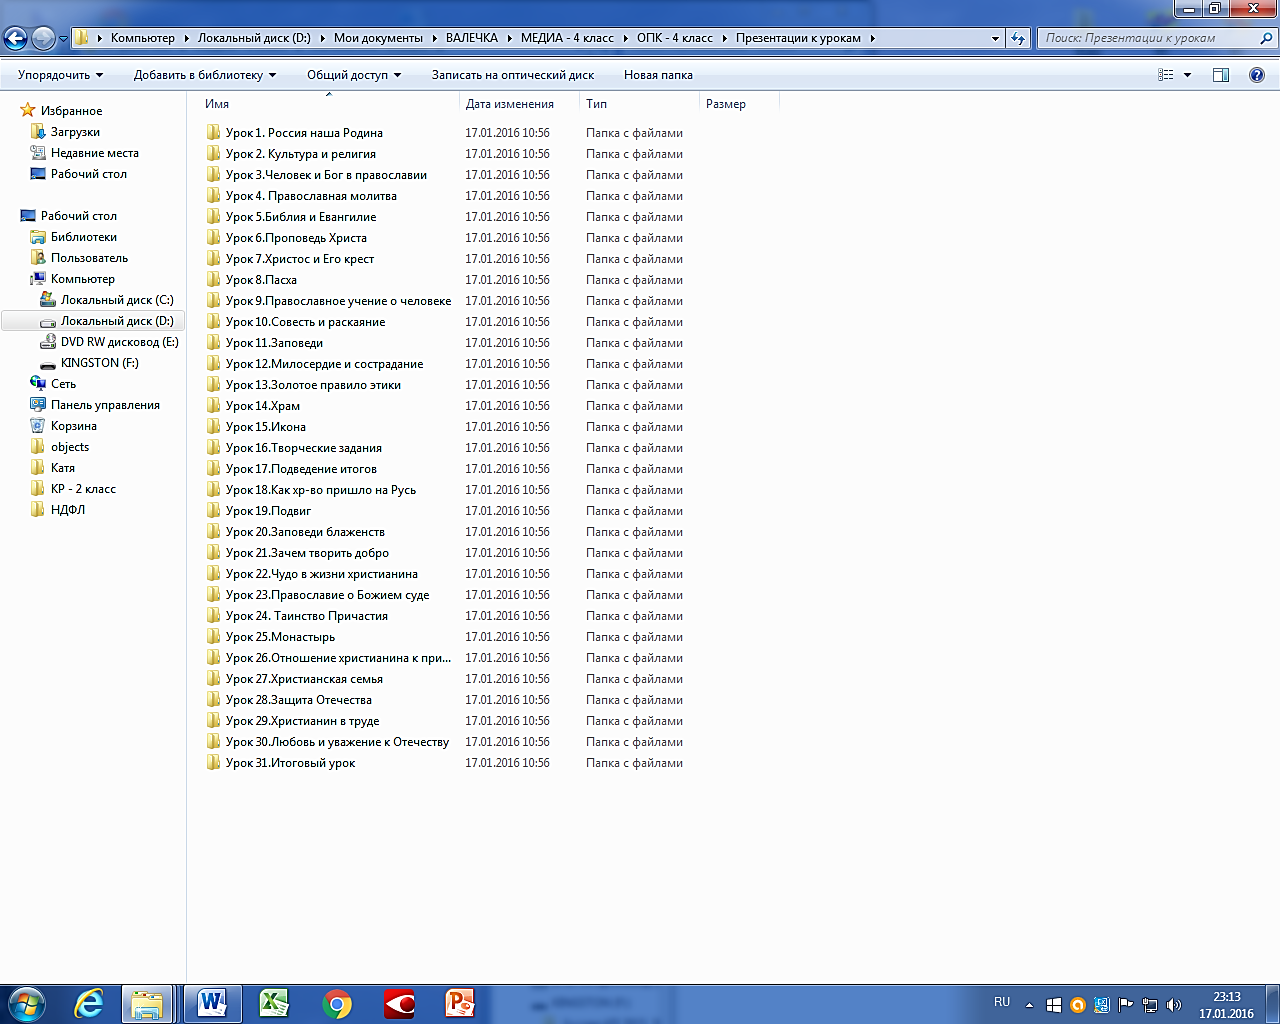 Компьютер ▸ Локальный диск (D:) ▸ Мои документы ▸ ВАЛЕЧКА ▸ МЕДИА - 4 класс ▸ ОПК - 4 класс ▸ Презентации к урокам ▸ Поиск: Презентации к урокам
Упорядочить Добавить в библиотеку Общий доступ Записать на оптический диск Новая папка
Избранное
Загрузки
Недавние места
Рабочий стол
Рабочий стол
Библиотеки
Пользователь
Компьютер
Локальный диск (C:)
Локальный диск (D:)
DVD RW дисковод (E:)
KINGSTON (F:)
Сеть
Панель управления
Корзина
objects
Катя
КР - 2 класс
НДФЛ
Имя Дата изменения Тип Размер
Урок 1. Россия наша Родина 17.01.2016 10:56 Папка с файлами
Урок 2. Культура и религия 17.01.2016 10:56 Папка с файлами
Урок 3.Человек и Бог в православии 17.01.2016 10:56 Папка с файлами
Урок 4. Православная молитва 17.01.2016 10:56 Папка с файлами
Урок 5.Библия и Евангилие 17.01.2016 10:56 Папка с файлами
Урок 6.Проповедь Христа 17.01.2016 10:56 Папка с файлами
Урок 7.Христос и Его крест 17.01.2016 10:56 Папка с файлами
Урок 8.Пасха 17.01.2016 10:56 Папка с файлами
Урок 9.Православное учение о человеке 17.01.2016 10:56 Папка с файлами
Урок 10.Совесть и раскаяние 17.01.2016 10:56 Папка с файлами
Урок 11.Заповеди 17.01.2016 10:56 Папка с файлами
Урок 12.Милосердие и сострадание 17.01.2016 10:56 Папка с файлами
Урок 13.Золотое правило этики 17.01.2016 10:56 Папка с файлами
Урок 14.Храм 17.01.2016 10:56 Папка с файлами
Урок 15.Икона 17.01.2016 10:56 Папка с файлами
Урок 16.Творческие задания 17.01.2016 10:56 Папка с файлами
Урок 17.Подведение итогов 17.01.2016 10:56 Папка с файлами
Урок 18.Как хр-во пришло на Русь 17.01.2016 10:56 Папка с файлами
Урок 19.Подвиг 17.01.2016 10:56 Папка с файлами
Урок 20.Заповеди блаженств 17.01.2016 10:56 Папка с файлами
Урок 21.Зачем творить добро 17.01.2016 10:56 Папка с файлами
Урок 22.Чудо в жизни христианина 17.01.2016 10:56 Папка с файлами
Урок 23.Православие о Божием суде 17.01.2016 10:56 Папка с файлами
Урок 24. Таинство Причастия 17.01.2016 10:56 Папка с файлами
Урок 25.Монастырь 17.01.2016 10:56 Папка с файлами
Урок 26.Отношение христианина к при... 17.01.2016 10:56 Папка с файлами
Урок 27.Христианская семья 17.01.2016 10:56 Папка с файлами
Урок 28.Защита Отечества 17.01.2016 10:56 Папка с файлами
Урок 29.Христианин в труде 17.01.2016 10:56 Папка с файлами
Урок 30.Любовь и уважение к Отечеству 17.01.2016 10:56 Папка с файлами
Урок 31.Итоговый урок 17.01.2016 10:56 Папка с файлами
RU 23:13
17.01.2016